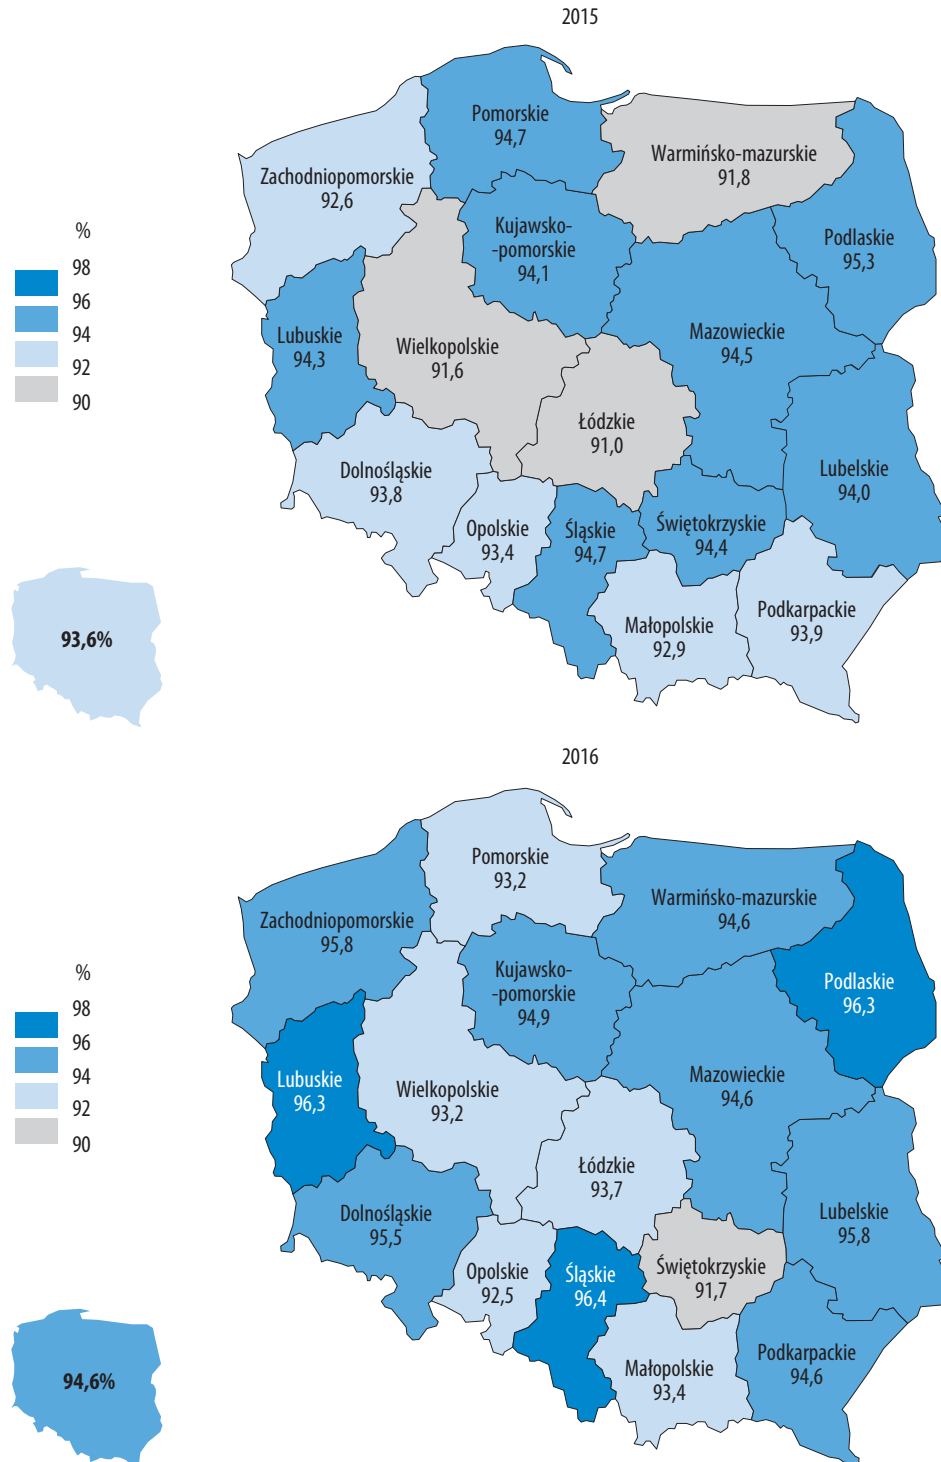 2015
Pomorskie
94,7
Warmińsko-mazurskie
91,8
Zachodniopomorskie
92,6
Kujawsko-
-pomorskie
94,1
Podlaskie
95,3
%
98
96
94
92
90
Lubuskie
94,3
Wielkopolskie
91,6
Mazowieckie
94,5
Łódzkie
91,0
Dolnośląskie
93,8
Lubelskie
94,0
Opolskie
93,4
Śląskie
94,7
Świętokrzyskie
94,4
Małopolskie
92,9
Podkarpackie
93,9
93,6%
2016
Pomorskie
93,2
Warmińsko-mazurskie
94,6
Zachodniopomorskie
95,8
Kujawsko-
-pomorskie
94,9
Podlaskie
96,3
%
98
96
94
92
90
Lubuskie
96,3
Wielkopolskie
93,2
Mazowieckie
94,6
Łódzkie
93,7
Dolnośląskie
95,5
Lubelskie
95,8
Opolskie
92,5
Śląskie
96,4
Świętokrzyskie
91,7
Małopolskie
93,4
Podkarpackie
94,6
94,6%